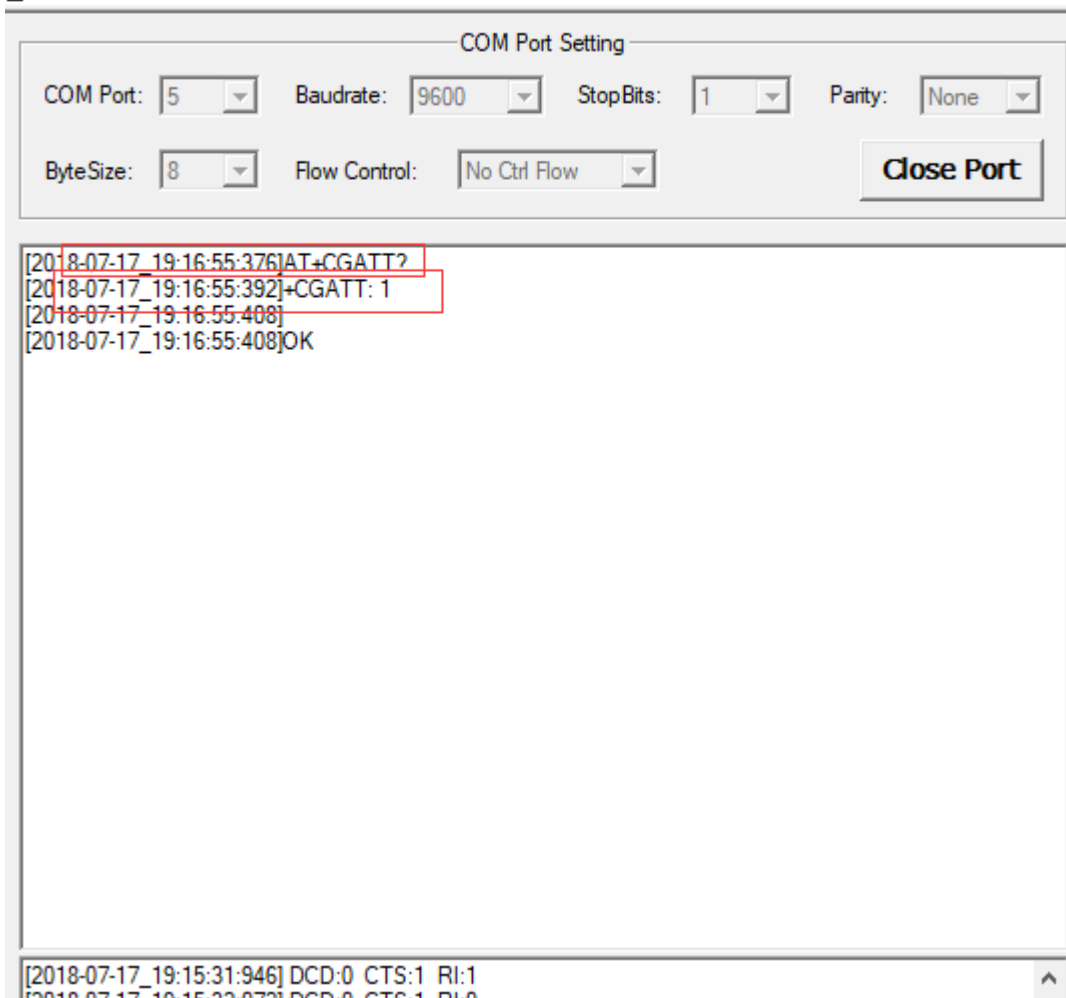 COM Port Setting
COM Port: 5 Baudrate: 9600 StopBits: 1 Parity: None
ByteSize: 8 Flow Control: No Ctrl Flow Close Port
[2018-07-17_19:16:55:376]AT+CGATT?
[2018-07-17_19:16:55:392]+CGATT: 1
[2018-07-17_19:16:55:408]
[2018-07-17_19:16:55:408]OK
[2018-07-17_19:15:31:946] DCD:0 CTS:1 RI:1